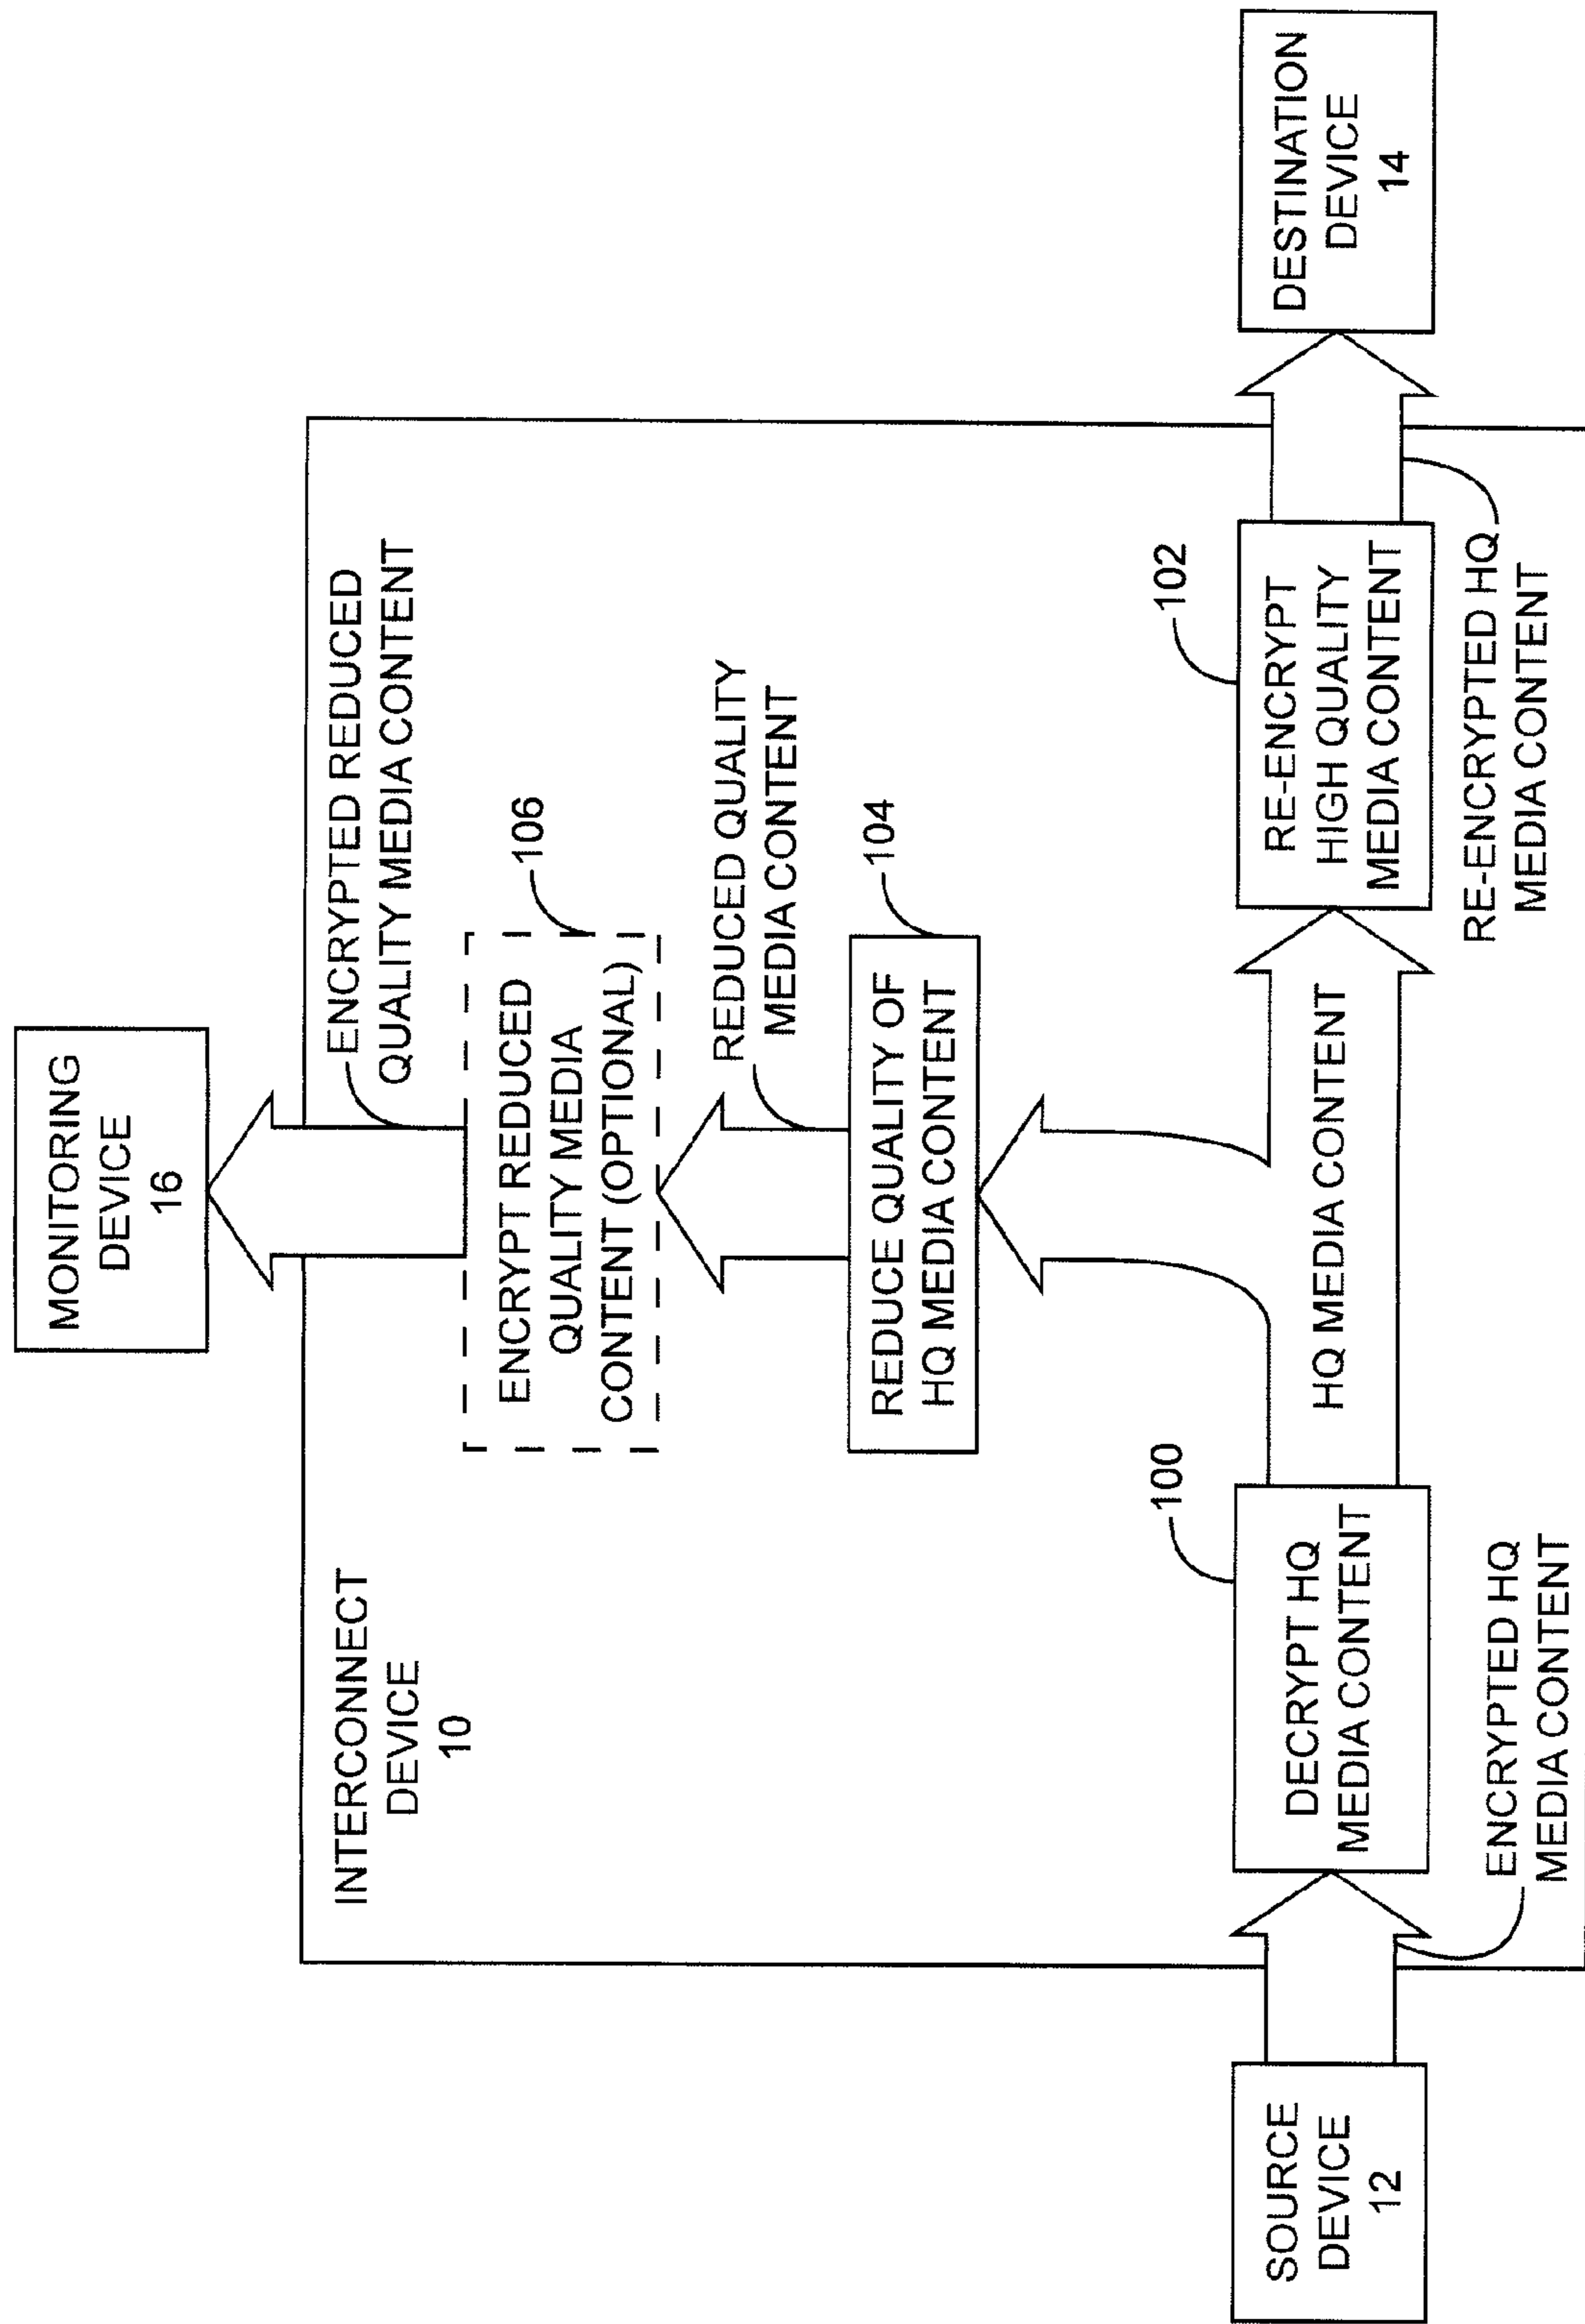 MONITORING
DEVICE
16
INTERCONNECT
DEVICE
10
ENCRYPTED REDUCED
QUALITY MEDIA CONTENT
ENCRYPT REDUCED
QUALITY MEDIA
CONTENT (OPTIONAL)
106
REDUCED QUALITY
MEDIA CONTENT
REDUCE QUALITY OF
HQ MEDIA CONTENT
104
SOURCE
DEVICE
12
ENCRYPTED HQ
MEDIA CONTENT
DECRYPT HQ
MEDIA CONTENT
100
HQ MEDIA CONTENT
RE-ENCRYPT
HIGH QUALITY
MEDIA CONTENT
102
RE-ENCRYPTED HQ
MEDIA CONTENT
DESTINATION
DEVICE
14